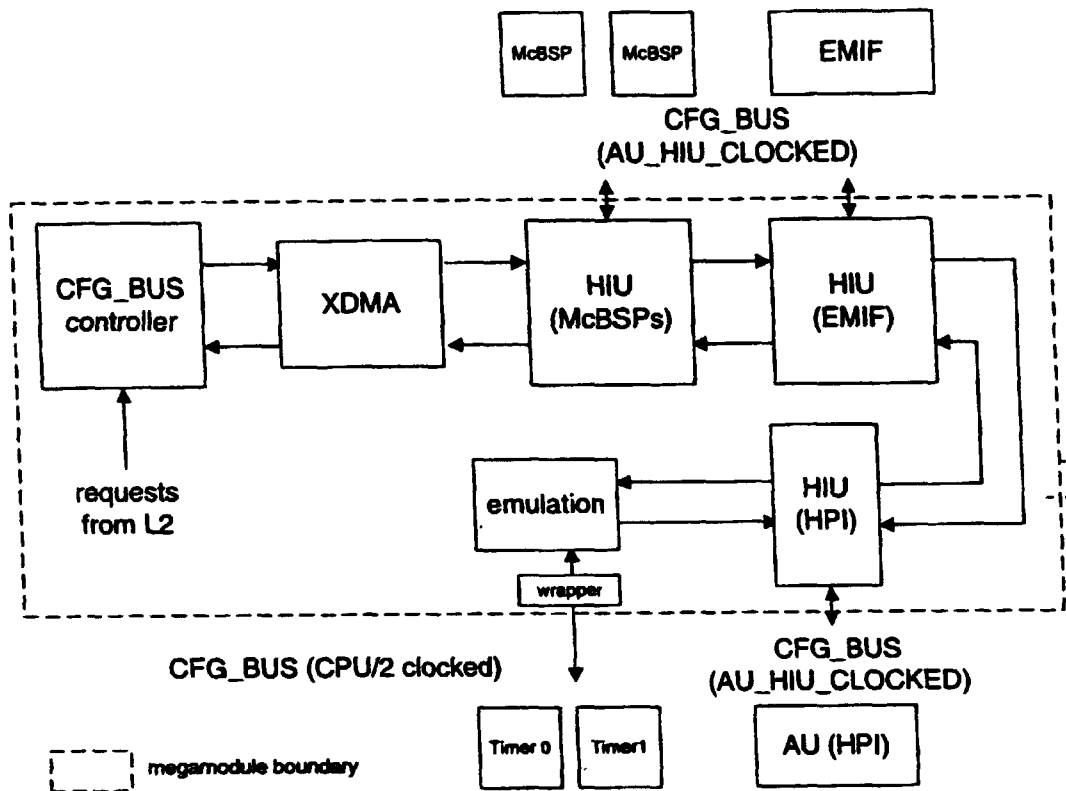 McBSP
McBSP
EMIF
CFG_BUS
(AU_HIU_CLOCKED)
CFG_BUS
controller
XDMA
HIU
(McBSPs)
HIU
(EMIF)
requests
from L2
emulation
HIU
(HPI)
wrapper
CFG_BUS (CPU/2 clocked)
CFG_BUS
(AU_HIU_CLOCKED)
Timer 0
Timer1
AU (HPI)
megamodule boundary